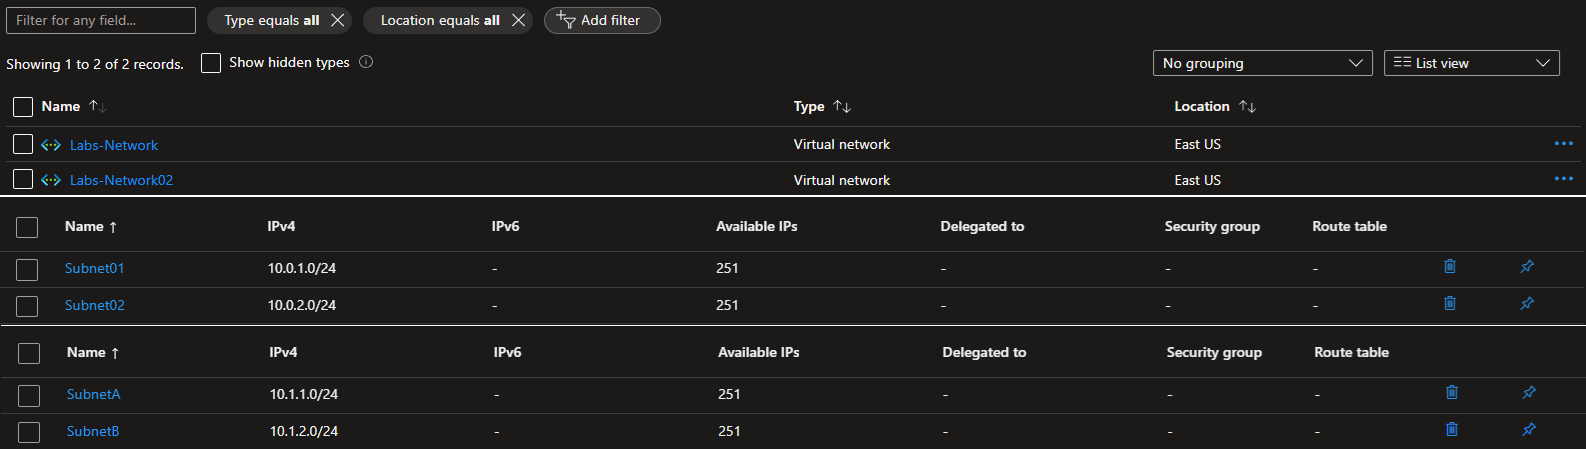 Filter for any field...
Type equals all
Location equals all
Add filter
Showing 1 to 2 of 2 records.
Show hidden types
No grouping
List view
Name Type Location
Labs-Network Virtual network East US
Labs-Network02 Virtual network East US
Name ↑ IPv4 IPv6 Available IPs Delegated to Security group Route table
Subnet01 10.0.1.0/24 - 251 - - -
Subnet02 10.0.2.0/24 - 251 - - -
Name ↑ IPv4 IPv6 Available IPs Delegated to Security group Route table
SubnetA 10.1.1.0/24 - 251 - - -
SubnetB 10.1.2.0/24 - 251 - - -